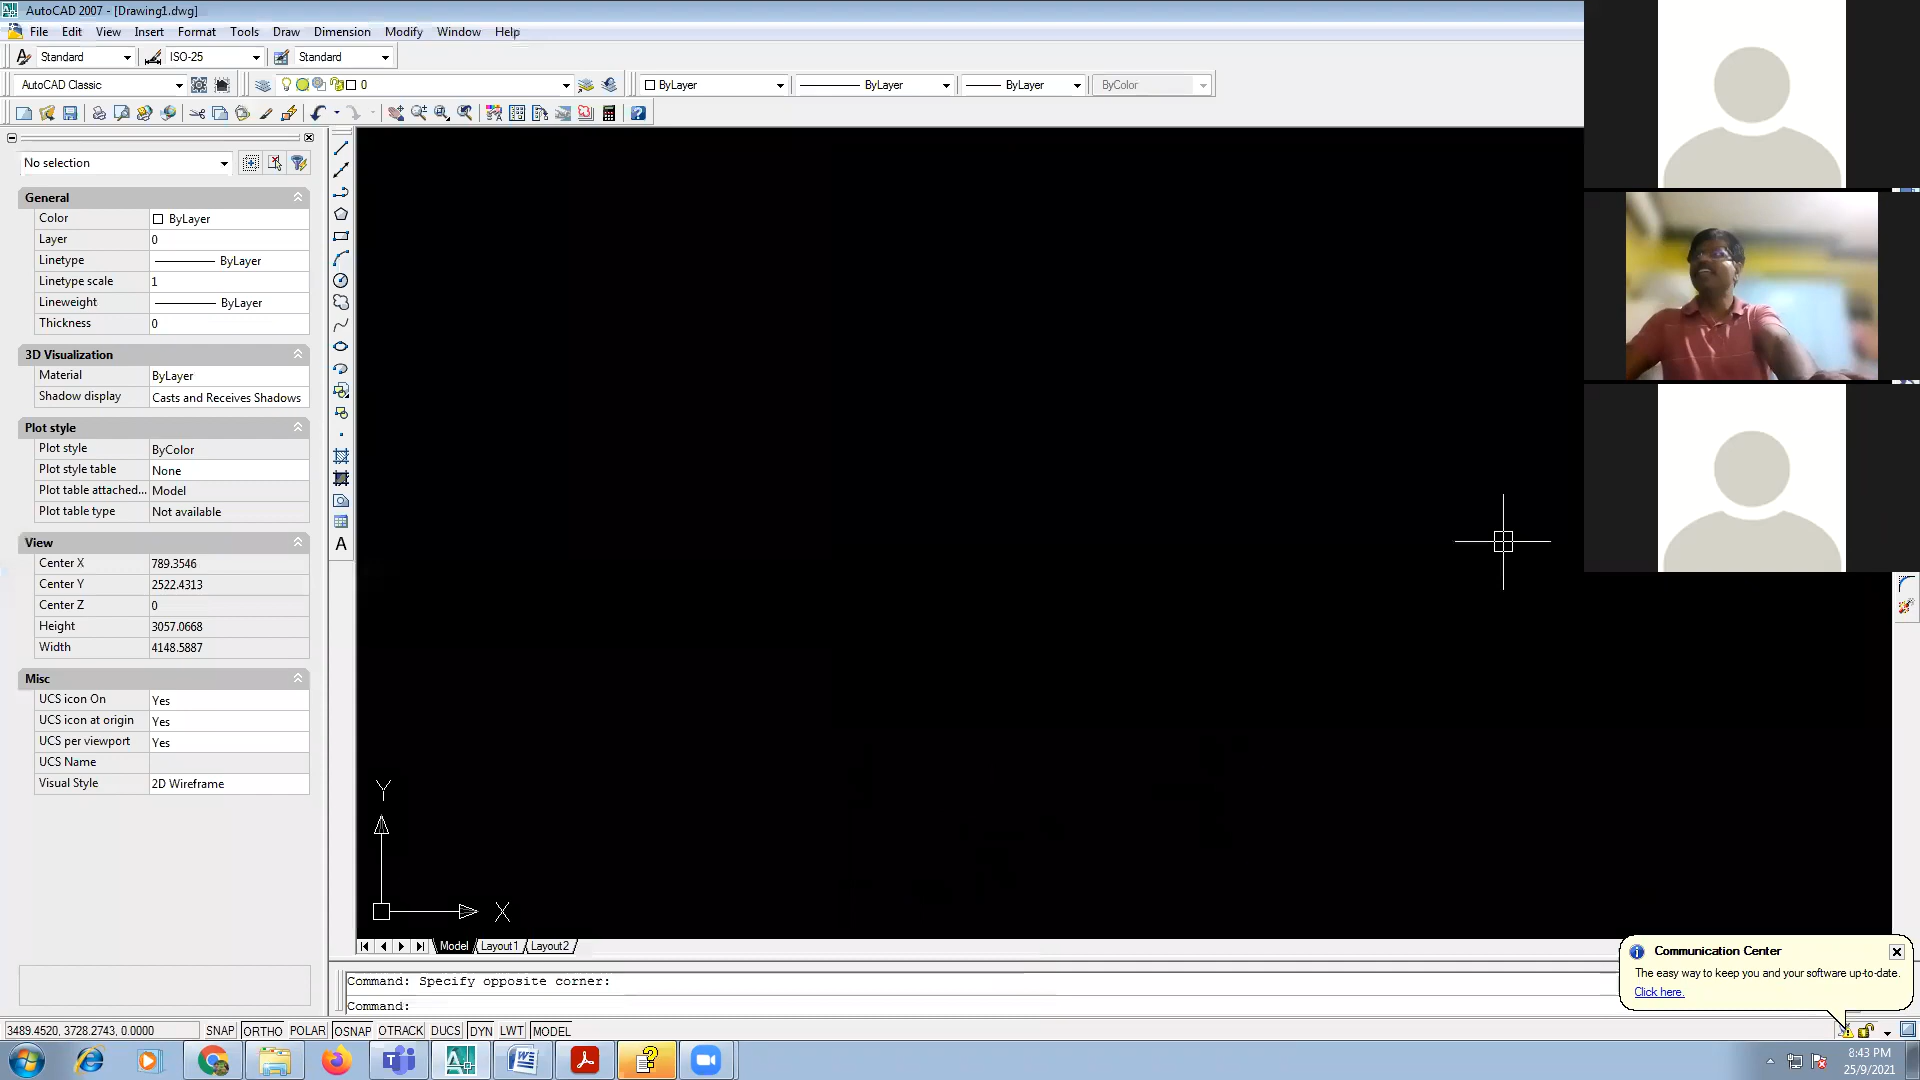 AutoCAD 2007 - [Drawing1.dwg]
File Edit View Insert Format Tools Draw Dimension Modify Window Help
Standard ISO-25 Standard
AutoCAD Classic 0 ByLayer ByLayer ByLayer ByColor
No selection
General
Color ByLayer
Layer 0
Linetype ByLayer
Linetype scale 1
Lineweight ByLayer
Thickness 0
3D Visualization
Material ByLayer
Shadow display Casts and Receives Shadows
Plot style
Plot style ByColor
Plot style table None
Plot table attached... Model
Plot table type Not available
View
Center X 789.3546
Center Y 2522.4313
Center Z 0
Height 3057.0668
Width 4148.5887
Misc
UCS icon On Yes
UCS icon at origin Yes
UCS per viewport Yes
UCS Name
Visual Style 2D Wireframe
A
Y
X
Model Layout1 Layout2
Command: Specify opposite corner:
Command:
Communication Center
The easy way to keep you and your software up-to-date.
Click here.
3489.4520, 3728.2743, 0.0000 SNAP ORTHO POLAR OSNAP OTRACK DUCS DYN LWT MODEL
8:43 PM
25/9/2021